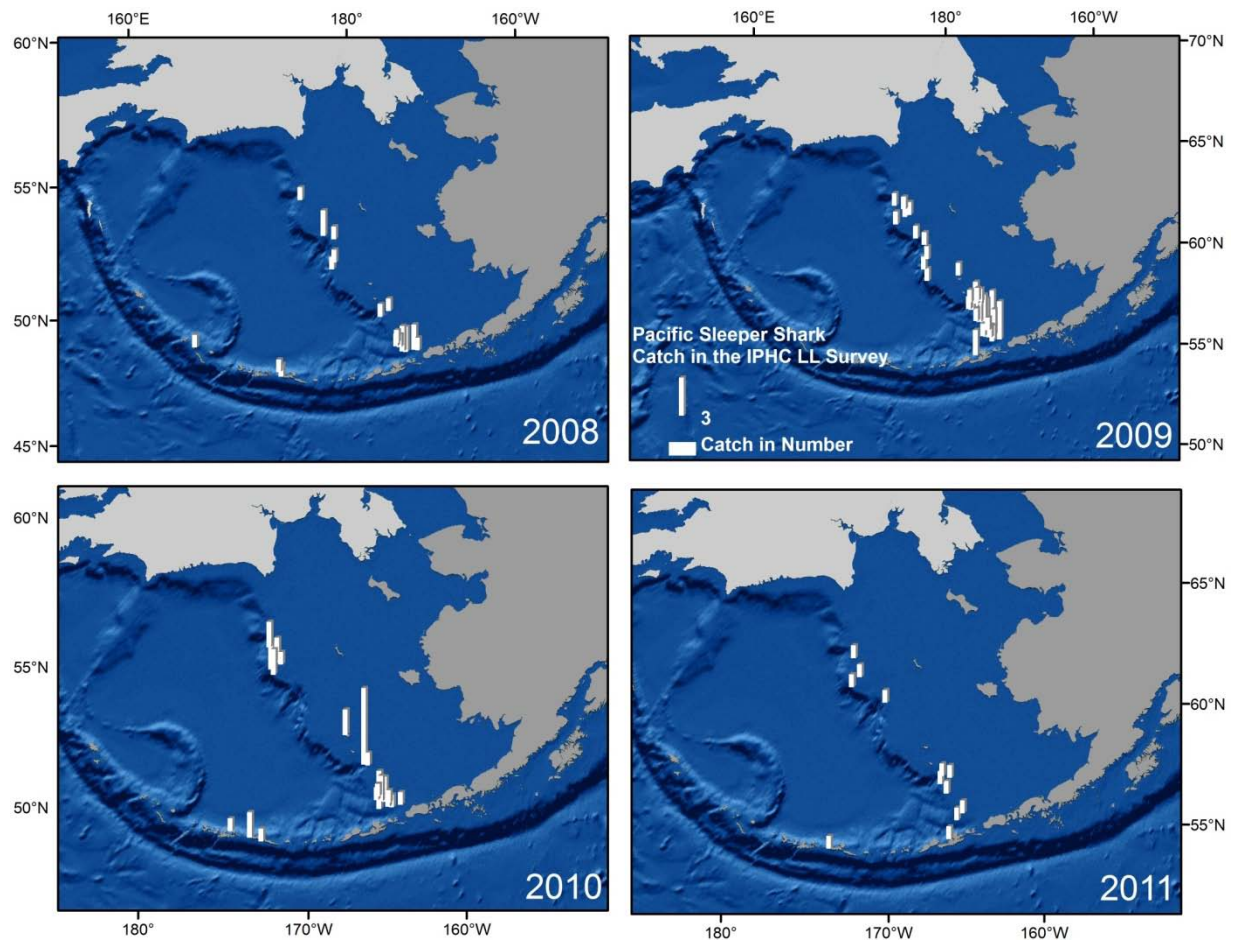 160°E 180° 160°W 160°E 180° 160°W
60°N
55°N
50°N
45°N
2008
70°N
65°N
60°N
55°N
50°N
Pacific Sleeper Shark
Catch in the IPHC LL Survey
3
Catch in Number
2009
60°N
55°N
50°N
2010
65°N
60°N
55°N
2011
180° 170°W 160°W 180° 170°W 160°W